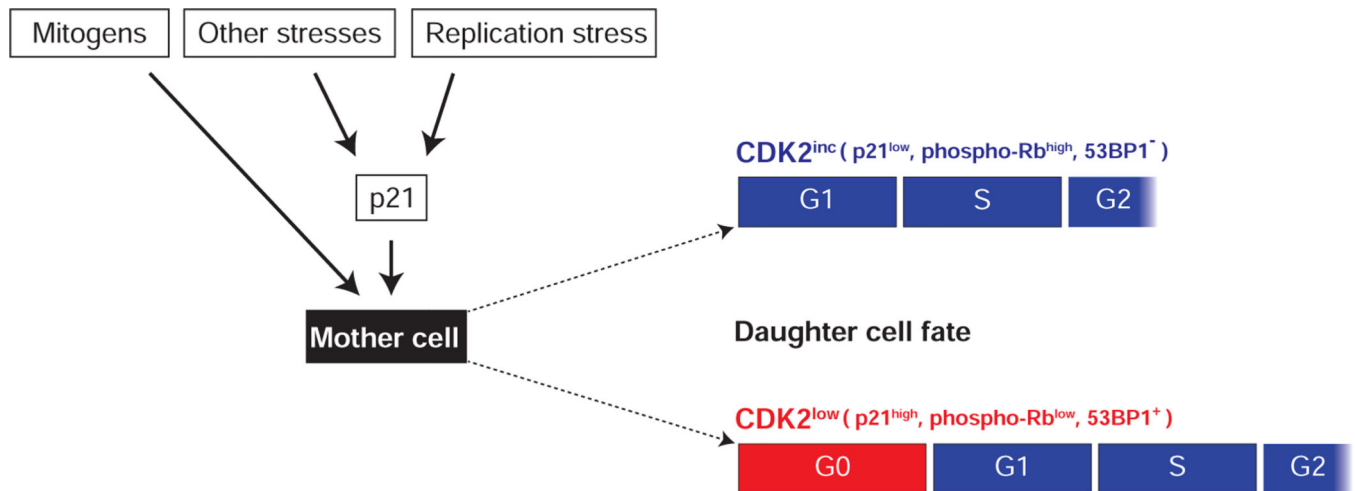 Mitogens
Other stresses
Replication stress
p21
Mother cell
CDK2inc ( p21low, phospho-Rbhigh, 53BP1- )
G1
S
G2
Daughter cell fate
CDK2low ( p21high, phospho-Rblow, 53BP1+ )
G0
G1
S
G2